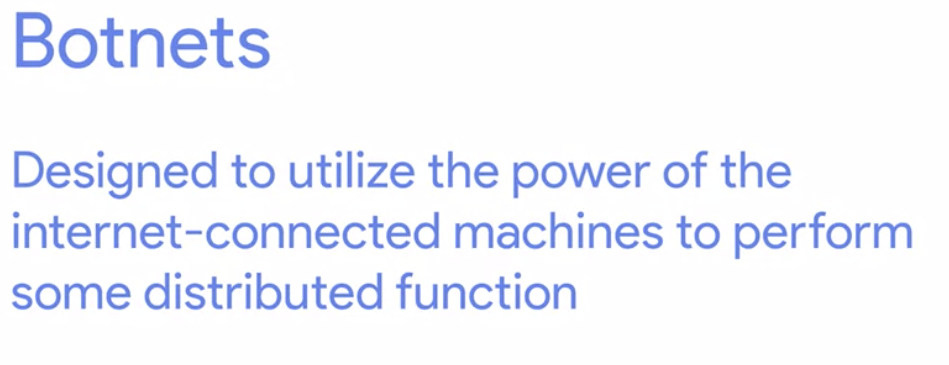 Botnets
Designed to utilize the power of the
internet-connected machines to perform
some distributed function